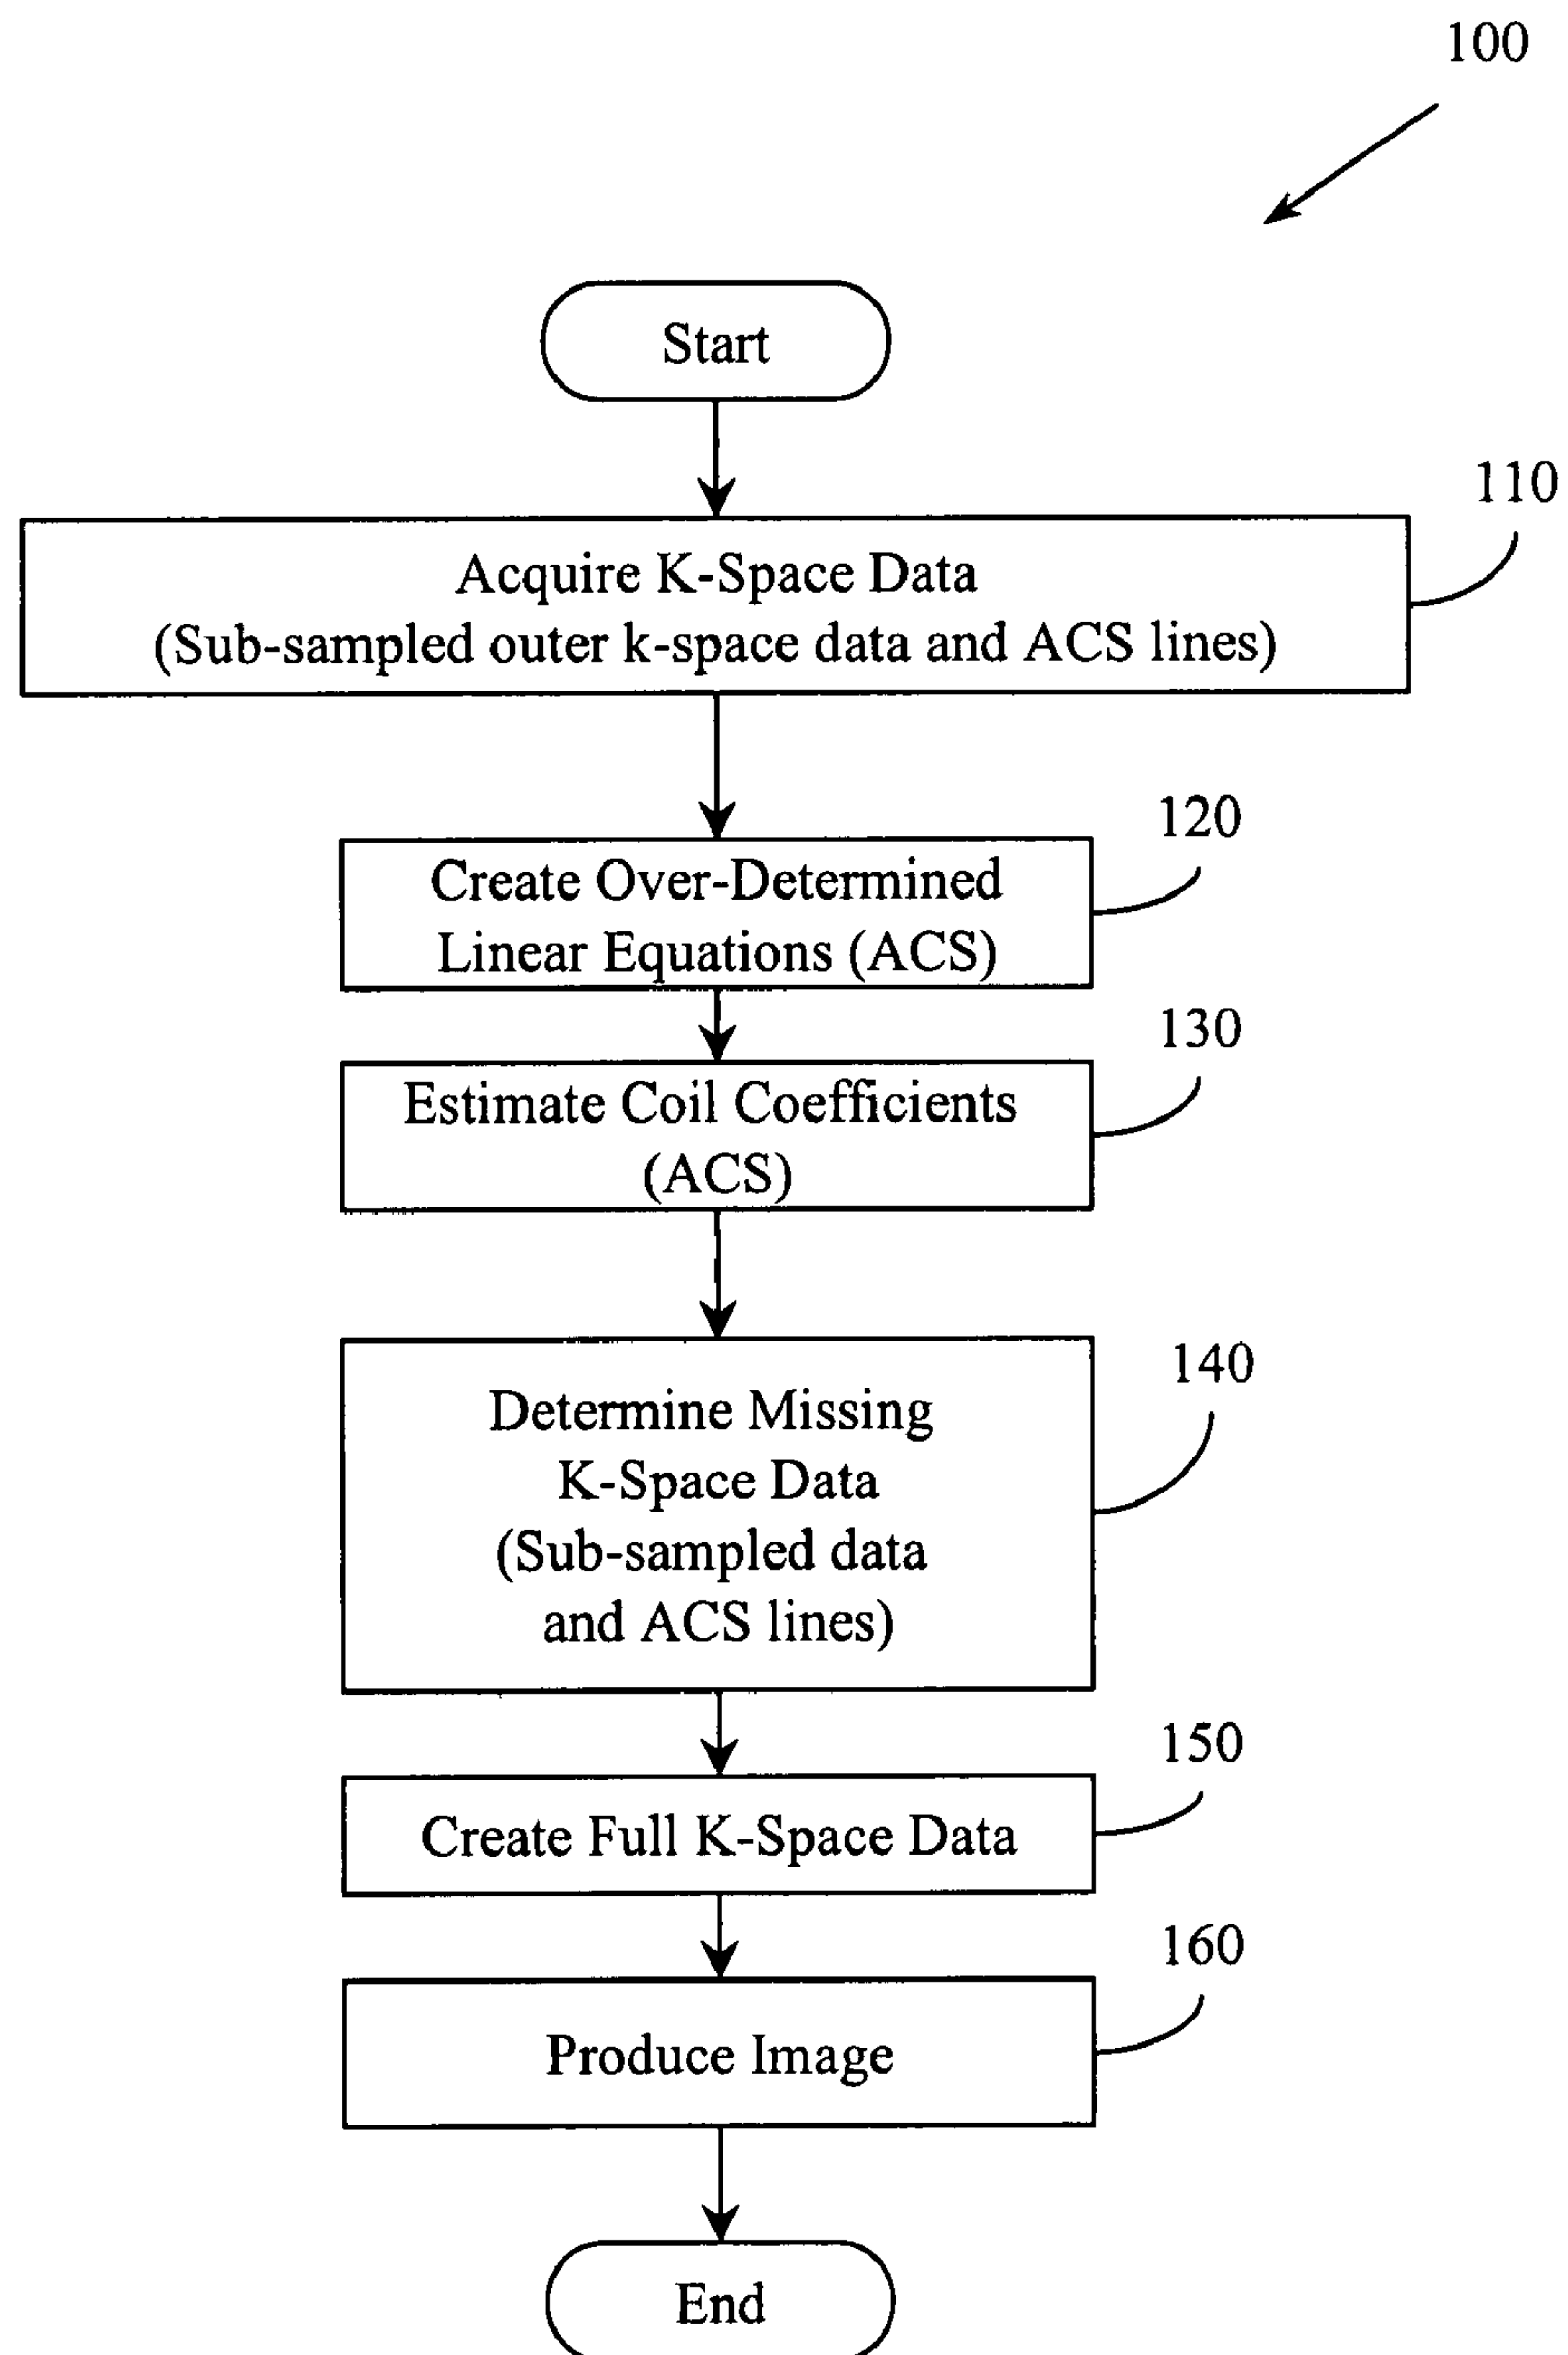 100
Start
110
Acquire K-Space Data
(Sub-sampled outer k-space data and ACS lines)
120
Create Over-Determined
Linear Equations (ACS)
130
Estimate Coil Coefficients
(ACS)
140
Determine Missing
K-Space Data
(Sub-sampled data
and ACS lines)
150
Create Full K-Space Data
160
Produce Image
End